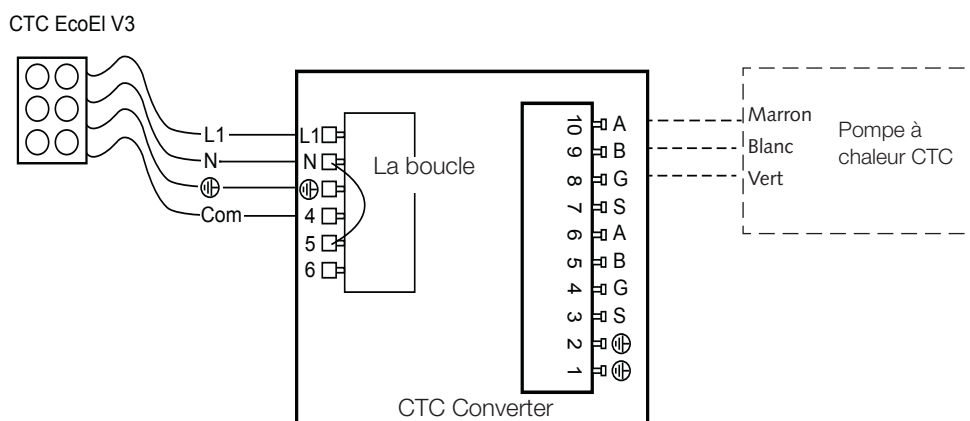 CTC EcoEl V3
L1
N
Com
L1
N
4
5
6
La boucle
10 A
9 B
8 G
7 S
6 A
5 B
4 G
3 S
2
1
CTC Converter
Marron
Blanc
Vert
Pompe à
chaleur CTC